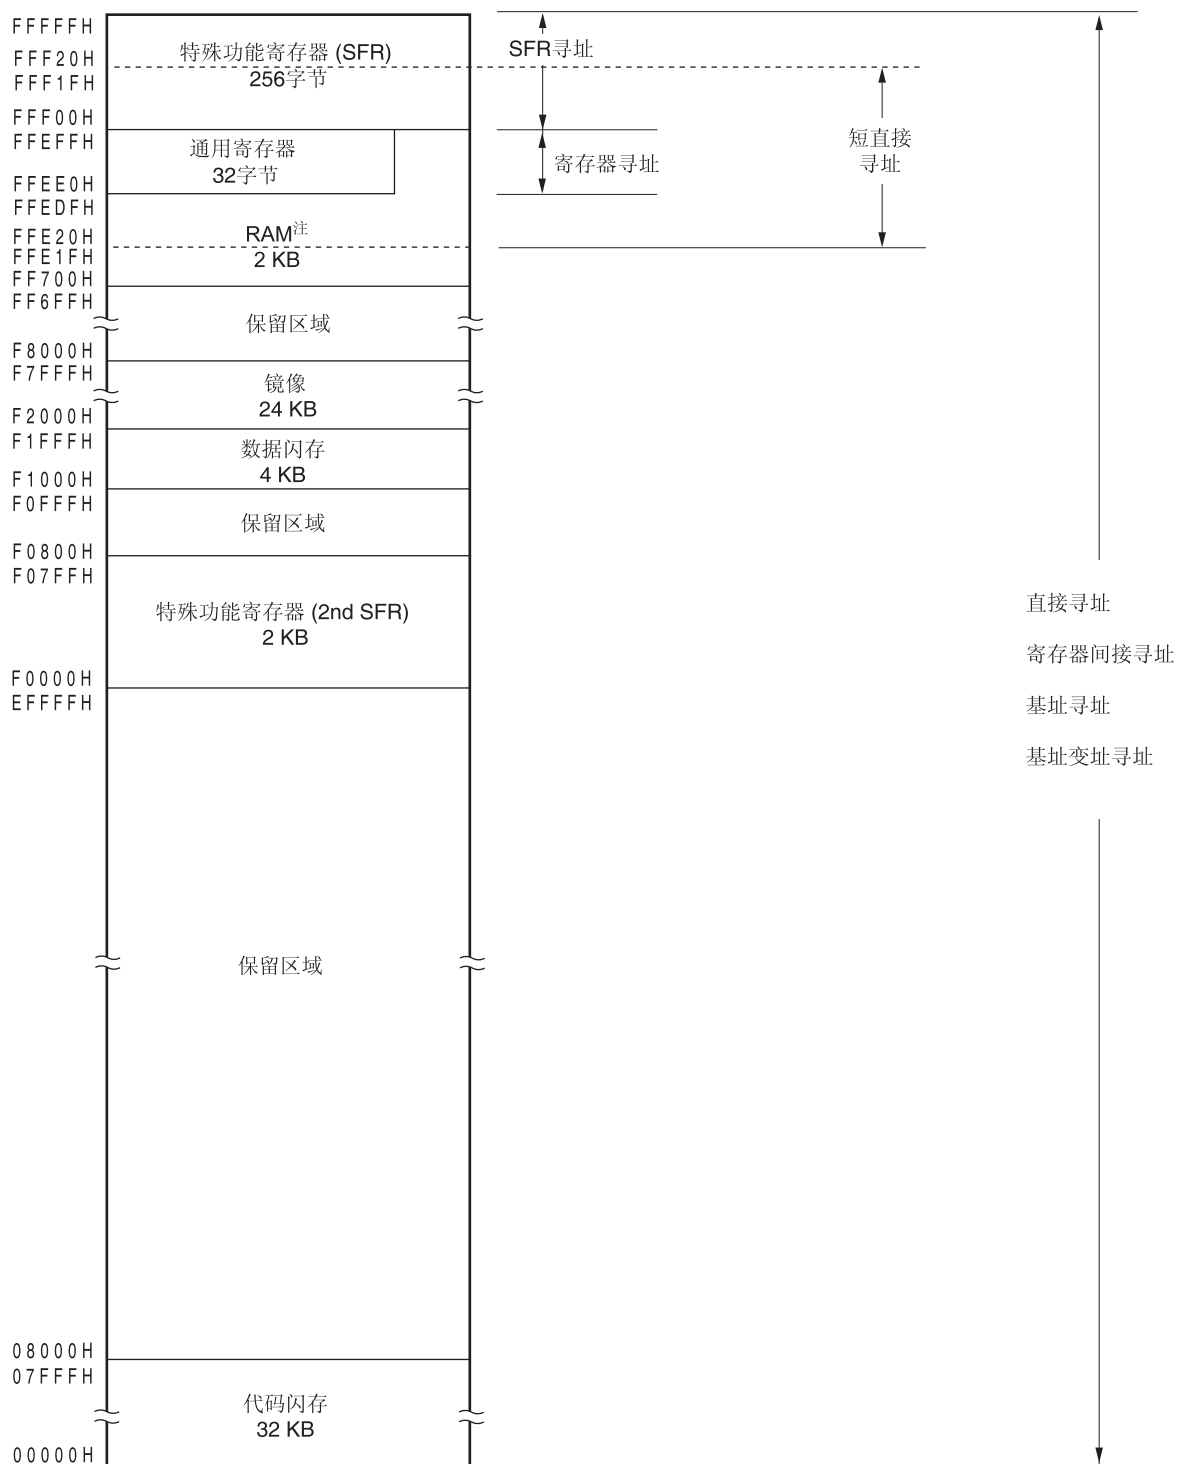 FFFFFH
特殊功能寄存器 (SFR)
256字节
SFR寻址
FFF20H
FFF1FH
FFF00H
FFEFFH
通用寄存器
32字节
寄存器寻址
短直接
寻址
FFEE0H
FFEDFH
RAM注
2 KB
FFE20H
FFE1FH
FF700H
FF6FFH
保留区域
F8000H
F7FFFH
镜像
24 KB
F2000H
F1FFFH
数据闪存
4 KB
F1000H
F0FFFH
保留区域
F0800H
F07FFH
特殊功能寄存器 (2nd SFR)
2 KB
直接寻址
寄存器间接寻址
基址寻址
基址变址寻址
F0000H
EFFFFH
保留区域
08000H
07FFFH
代码闪存
32 KB
00000H